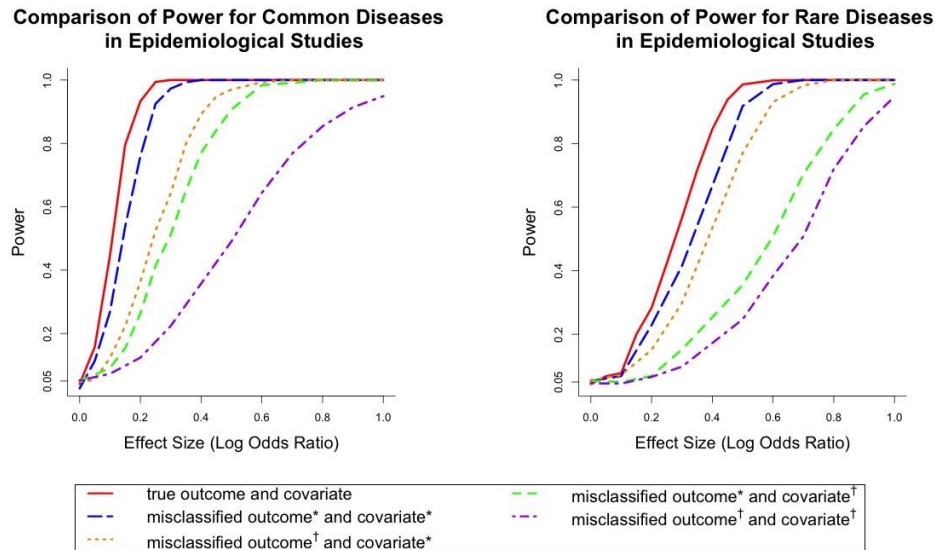 Comparison of Power for Common Diseases
in Epidemiological Studies
Power
1.0
0.8
0.6
0.4
0.2
0.05
0.0 0.2 0.4 0.6 0.8 1.0
Effect Size (Log Odds Ratio)
Comparison of Power for Rare Diseases
in Epidemiological Studies
Power
1.0
0.8
0.6
0.4
0.2
0.05
0.0 0.2 0.4 0.6 0.8 1.0
Effect Size (Log Odds Ratio)
true outcome and covariate
misclassified outcome* and covariate*
misclassified outcome† and covariate*
misclassified outcome* and covariate†
misclassified outcome† and covariate†